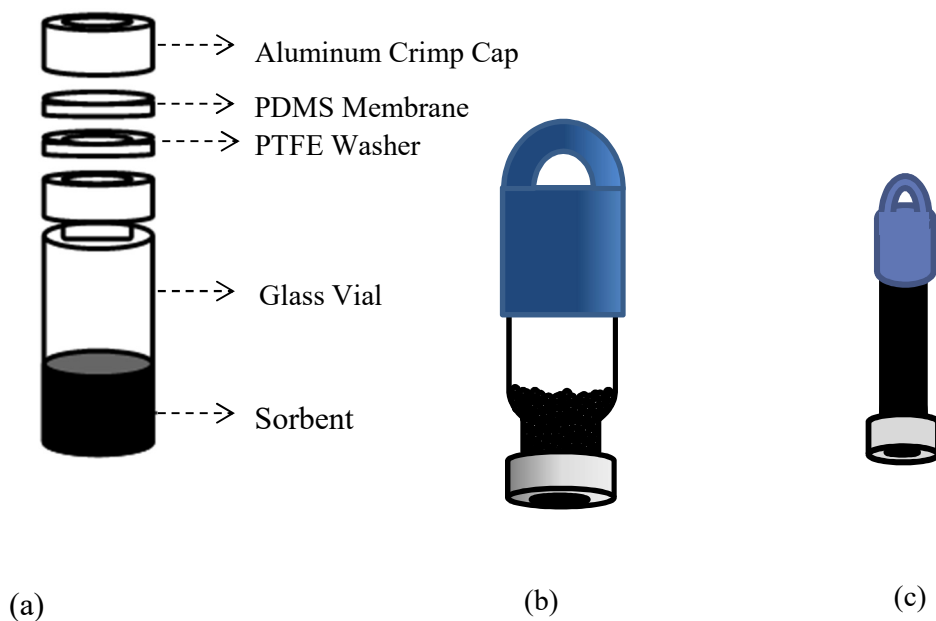 Aluminum Crimp Cap
PDMS Membrane
PTFE Washer
Glass Vial
Sorbent
(a)
(b)
(c)